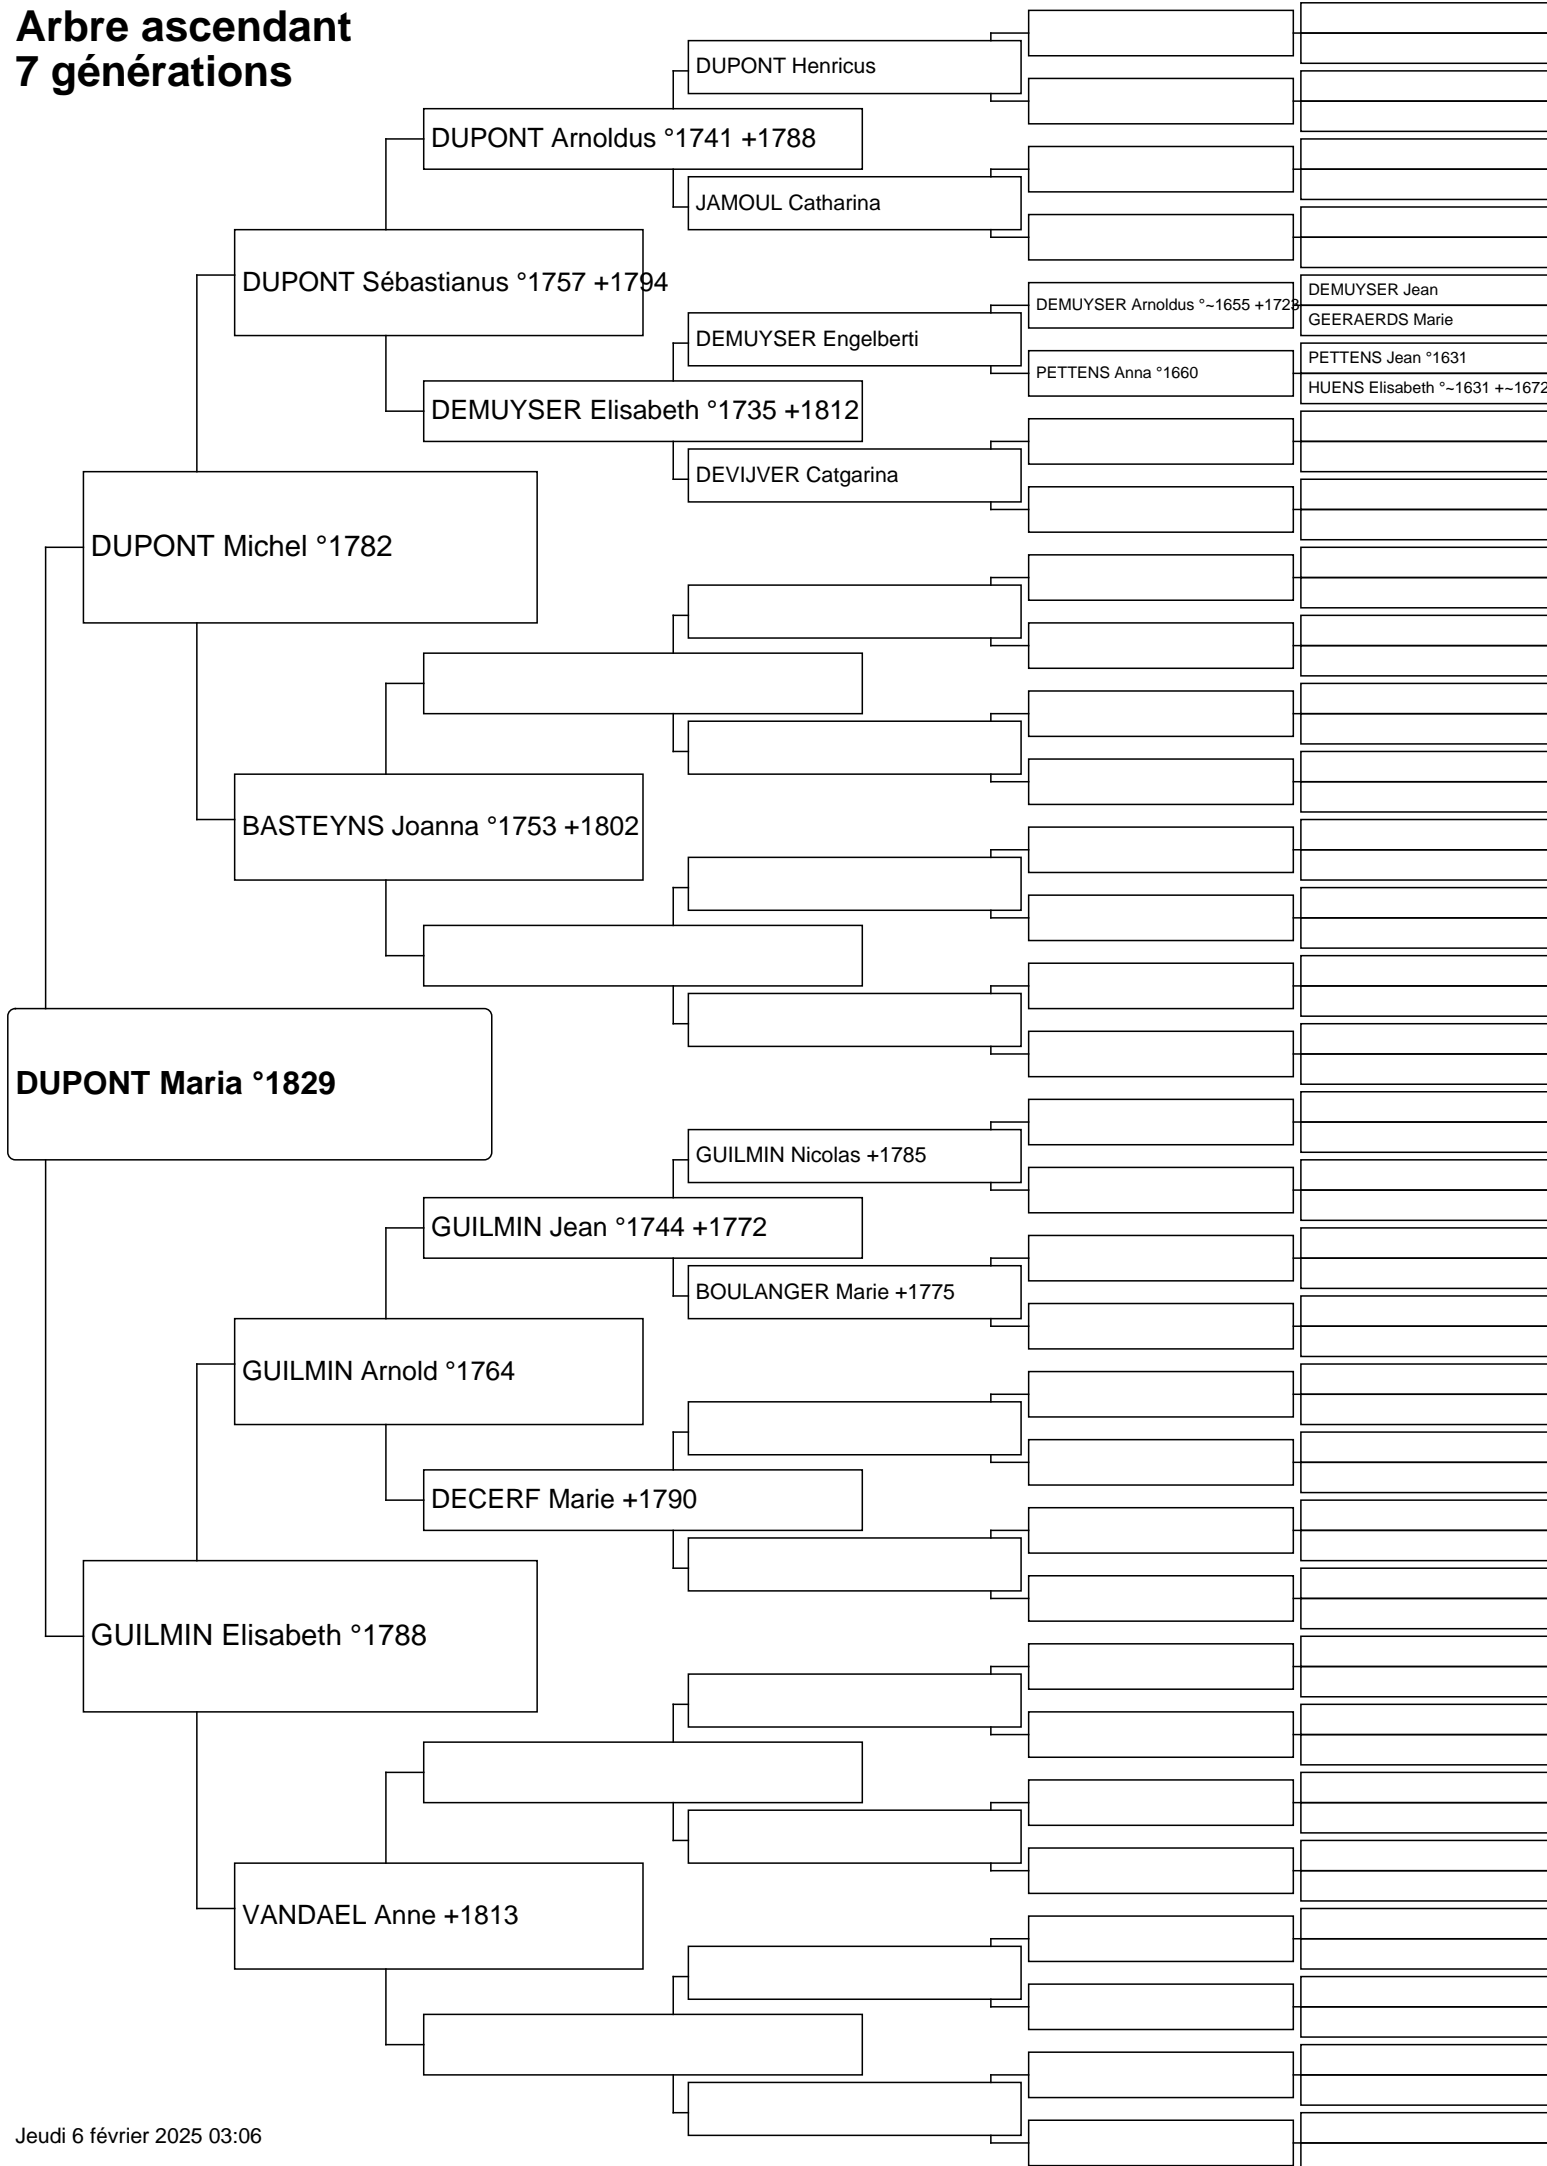 Arbre ascendant
7 générations
DUPONT Henricus
DUPONT Arnoldus °1741 +1788
JAMOUL Catharina
DUPONT Sébastianus °1757 +1794
DEMUYSER Arnoldus °~1655 +1723
DEMUYSER Jean
GEERAERDS Marie
DEMUYSER Engelberti
PETTENS Anna °1660
PETTENS Jean °1631
HUENS Elisabeth °~1631 +~1672
DEMUYSER Elisabeth °1735 +1812
DEVIJVER Catgarina
DUPONT Michel °1782
BASTEYNS Joanna °1753 +1802
DUPONT Maria °1829
GUILMIN Nicolas +1785
GUILMIN Jean °1744 +1772
BOULANGER Marie +1775
GUILMIN Arnold °1764
DECERF Marie +1790
GUILMIN Elisabeth °1788
VANDAEL Anne +1813
Jeudi 6 février 2025 03:06